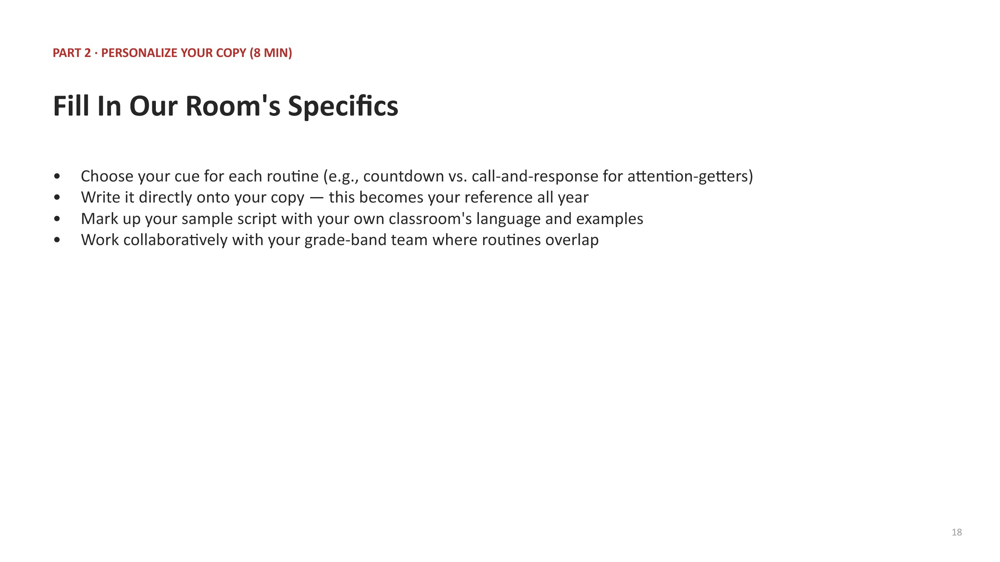 PART 2 · PERSONALIZE YOUR COPY (8 MIN)
Fill In Our Room's Specifics
• Choose your cue for each routine (e.g., countdown vs. call-and-response for attention-getters)
• Write it directly onto your copy — this becomes your reference all year
• Mark up your sample script with your own classroom's language and examples
• Work collaboratively with your grade-band team where routines overlap
18